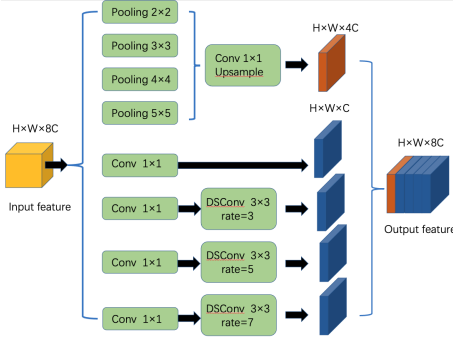 Pooling 2×2
Pooling 3×3
Pooling 4×4
Pooling 5×5
Conv 1×1
Upsample
H×W×4C
H×W×C
H×W×8C
Input feature
Conv 1×1
Conv 1×1
DSConv 3×3
rate=3
Conv 1×1
DSConv 3×3
rate=5
Conv 1×1
DSConv 3×3
rate=7
H×W×8C
Output feature